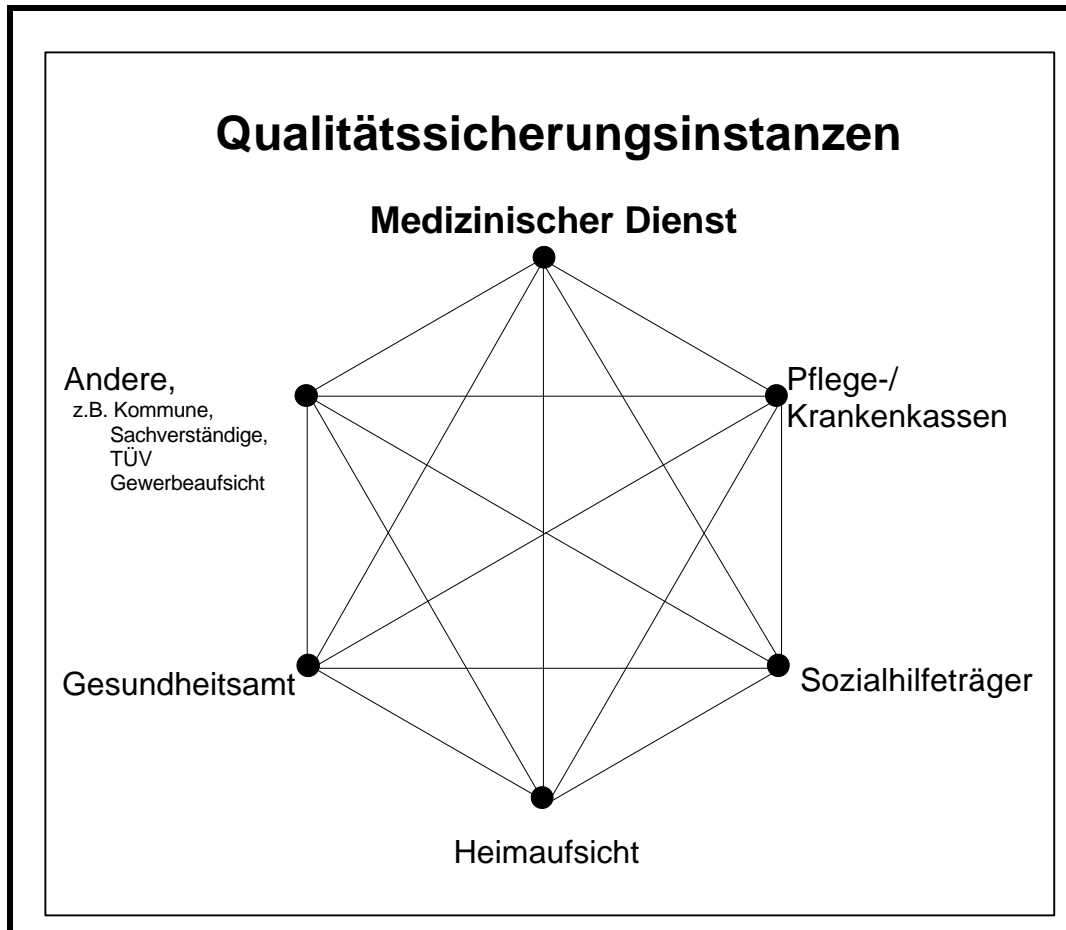 Qualitätssicherungsinstanzen
Medizinischer Dienst
Andere,
z.B. Kommune,
Sachverständige,
TÜV
Gewerbeaufsicht
Pflege-/
Krankenkassen
Gesundheitsamt
Sozialhilfeträger
Heimaufsicht